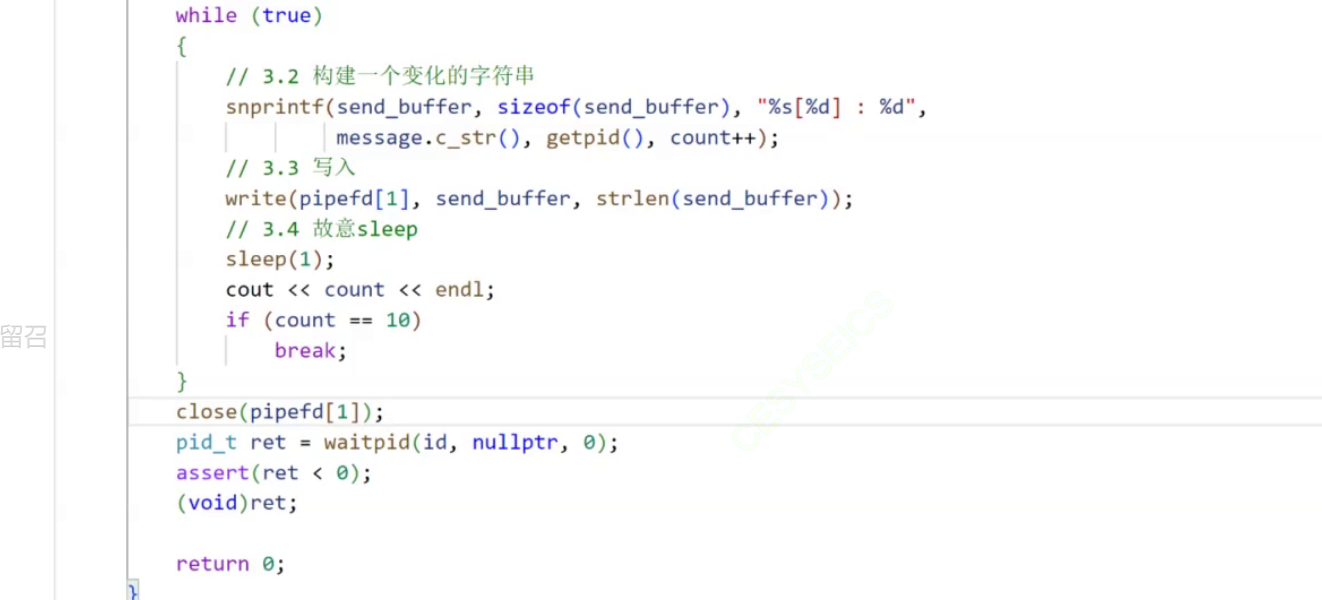 while (true)
{
// 3.2 构建一个变化的字符串
snprintf(send_buffer, sizeof(send_buffer), "%s[%d] : %d",
message.c_str(), getpid(), count++);
// 3.3 写入
write(pipefd[1], send_buffer, strlen(send_buffer));
// 3.4 故意sleep
sleep(1);
cout << count << endl;
if (count == 10)
break;
}
close(pipefd[1]);
pid_t ret = waitpid(id, nullptr, 0);
assert(ret < 0);
(void)ret;
return 0;
}
留召